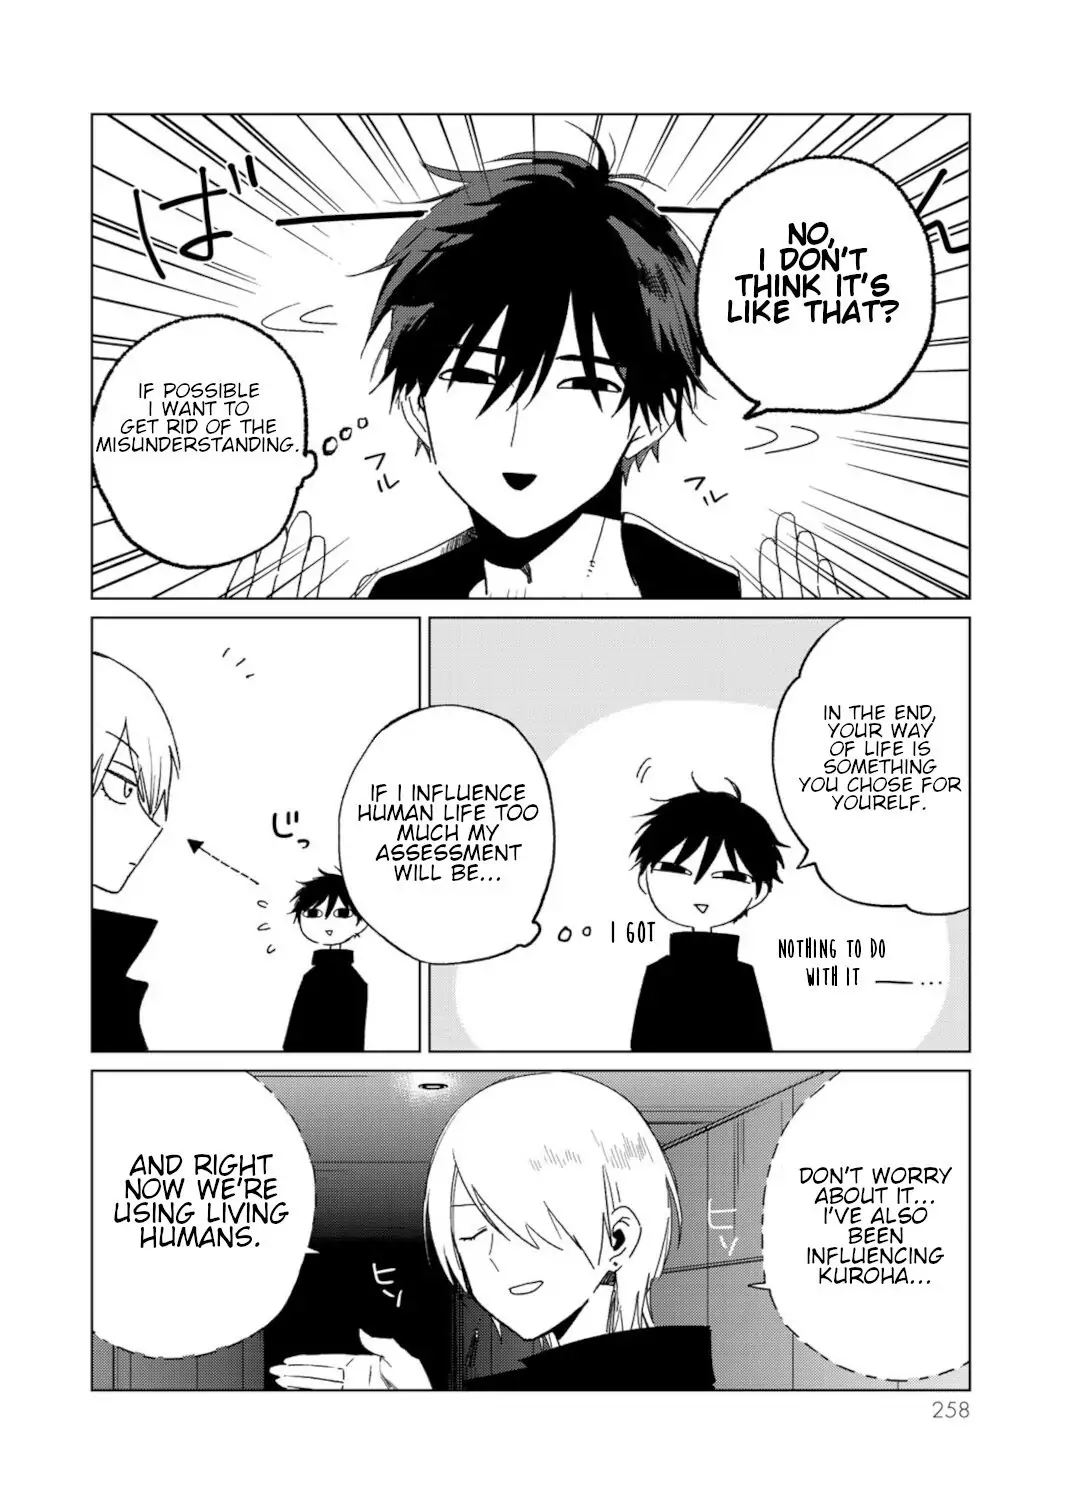 ばーーん
NO,
I DON'T
THINK IT'S
LIKE THAT?
IF POSSIBLE
I WANT TO
GET RID OF THE
MISUNDERSTANDING.
フル
フル
IN THE END,
YOUR WAY
OF LIFE IS
SOMETHING
YOU CHOSE FOR
YOURELF.
I GOT
NOTHING TO DO
WITH IT — ...
IF I INFLUENCE
HUMAN LIFE TOO
MUCH MY
ASSESSMENT
WILL BE...
じっ
DON'T WORRY
ABOUT IT...
I'VE ALSO
BEEN
INFLUENCING
KUROHA...
ヒソ
ヒソ
AND RIGHT
NOW WE'RE
USING LIVING
HUMANS.
258